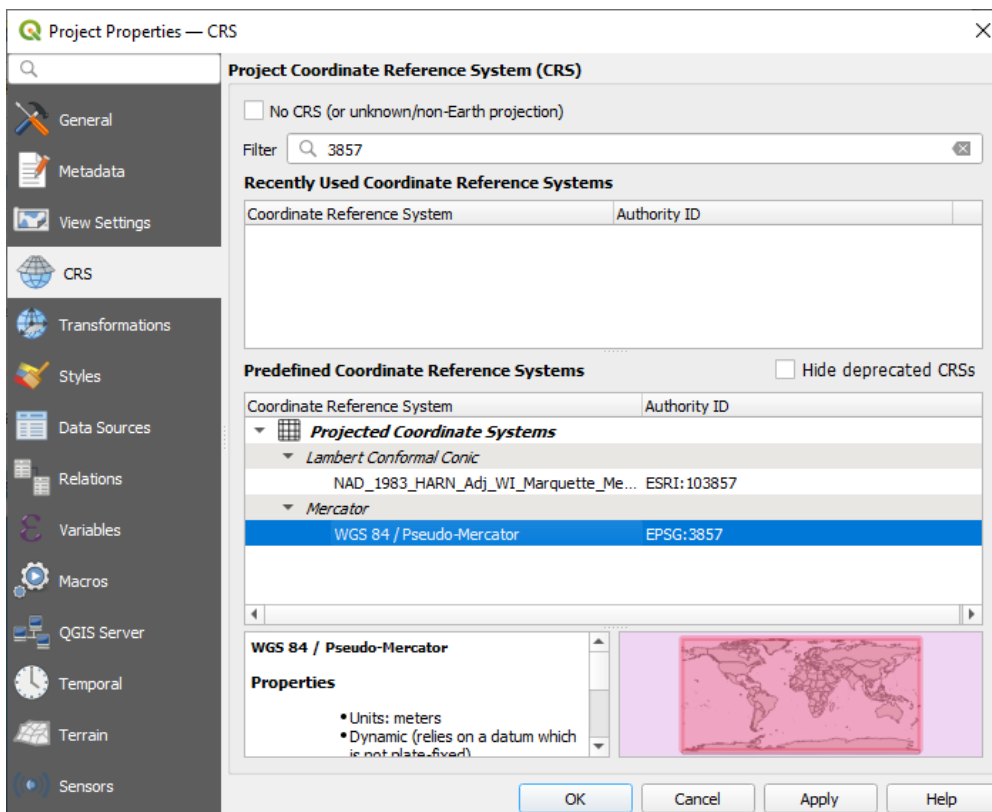 Project Properties — CRS
General
Metadata
View Settings
CRS
Transformations
Styles
Data Sources
Relations
Variables
Macros
QGIS Server
Temporal
Terrain
Sensors
Project Coordinate Reference System (CRS)
No CRS (or unknown/non-Earth projection)
Filter 3857
Recently Used Coordinate Reference Systems
Coordinate Reference System Authority ID
Predefined Coordinate Reference Systems Hide deprecated CRSs
Coordinate Reference System Authority ID
Projected Coordinate Systems
Lambert Conformal Conic
NAD_1983_HARN_Adj_WI_Marquette_Me... ESRI:103857
Mercator
WGS 84 / Pseudo-Mercator EPSG:3857
WGS 84 / Pseudo-Mercator
Properties
• Units: meters
• Dynamic (relies on a datum which
is not plate-fixed)
OK Cancel Apply Help